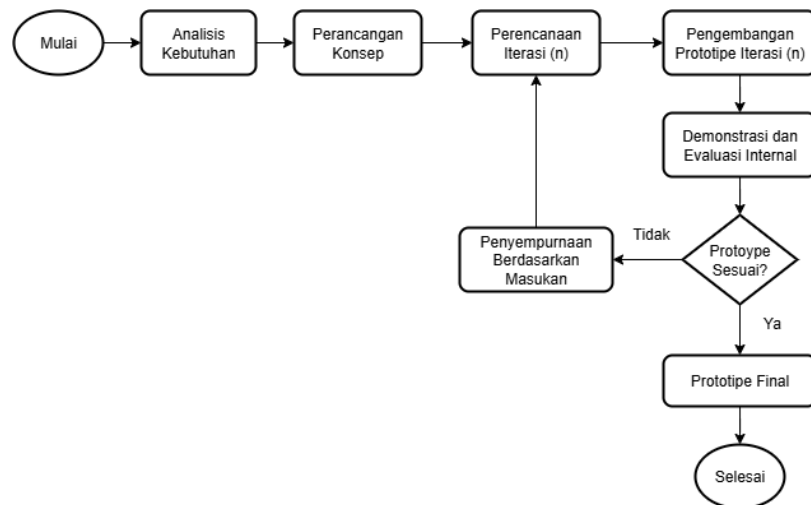 Mulai
Analisis
Kebutuhan
Perancangan
Konsep
Perencanaan
Iterasi (n)
Pengembangan
Prototipe Iterasi (n)
Demonstrasi dan
Evaluasi Internal
Protoype
Sesuai?
Tidak
Penyempurnaan
Berdasarkan
Masukan
Ya
Prototipe Final
Selesai